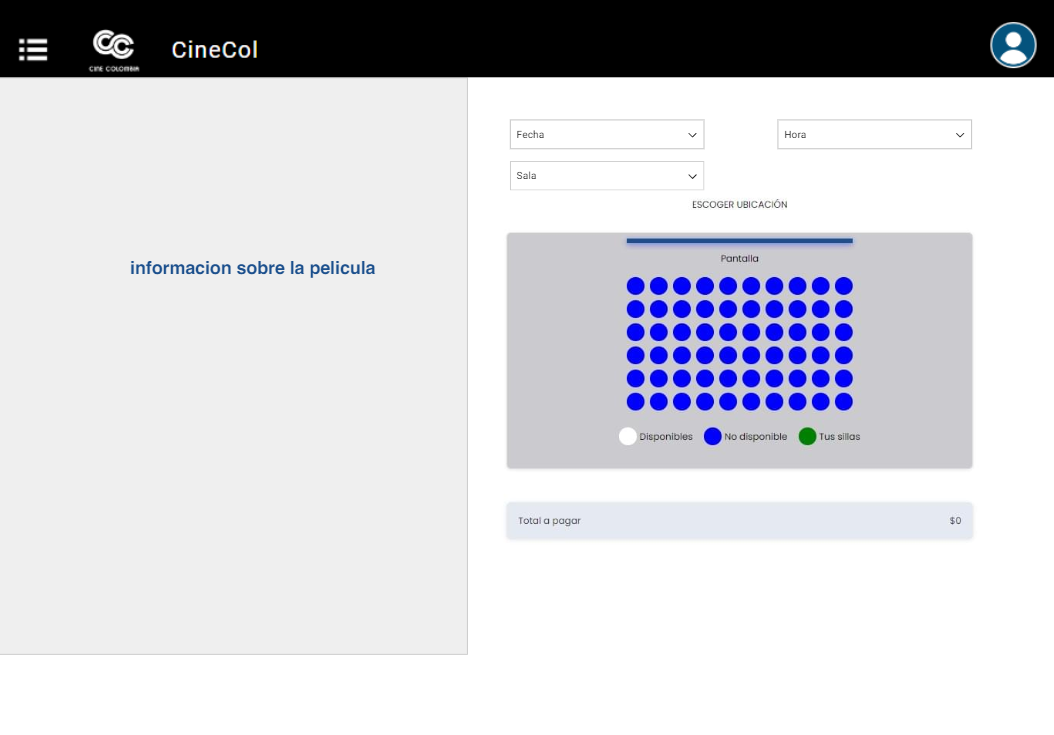 CineCol
CINE COLOMBIA
informacion sobre la pelicula
Fecha
Hora
Sala
ESCOGER UBICACIÓN
Pantalla
Disponibles No disponible Tus sillas
Total a pagar $0